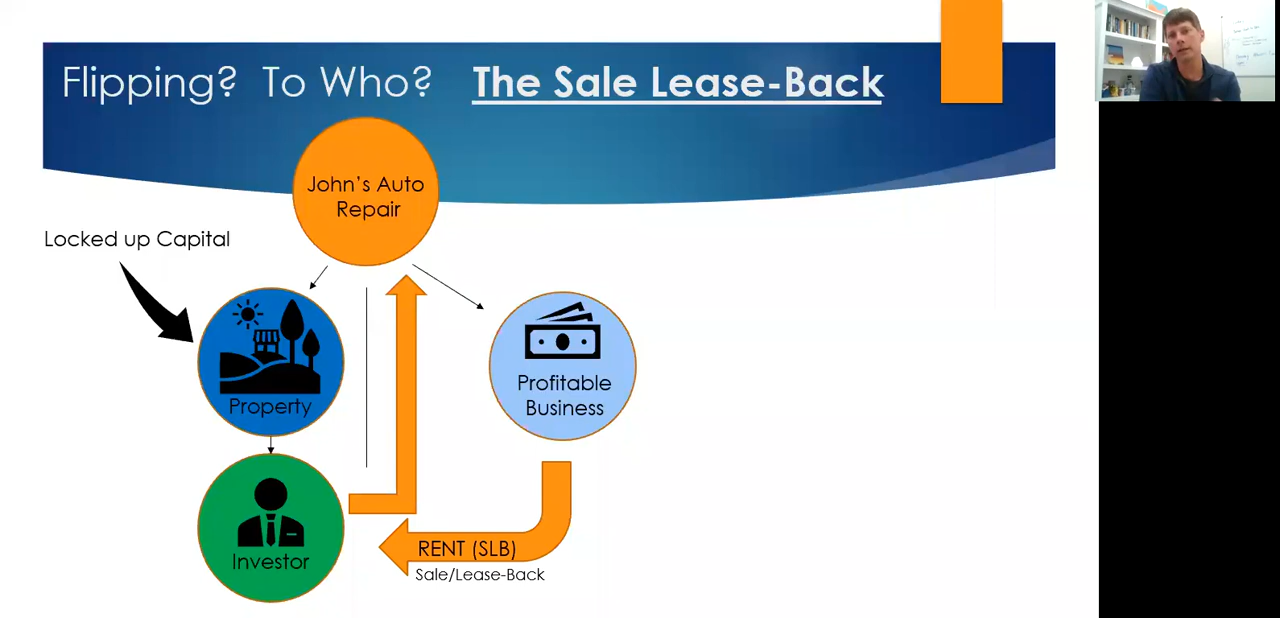 Flipping? To Who? The Sale Lease-Back
John's Auto
Repair
Locked up Capital
Property
Profitable
Business
Investor
RENT (SLB)
Sale/Lease-Back